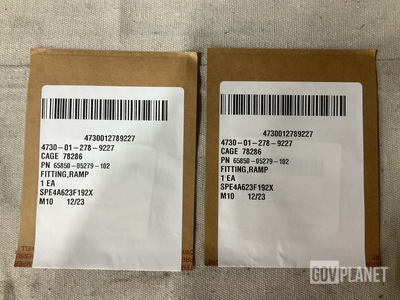 4730012789227
4730-01-278-9227
CAGE 78286
PN 65850-05279-102
FITTING,RAMP
1 EA
SPE4A623F192X
M10 12/23
4730012789227
4730-01-278-9227
CAGE 78286
PN 65850-05279-102
FITTING,RAMP
1 EA
SPE4A623F192X
M10 12/23
GOVPLANET